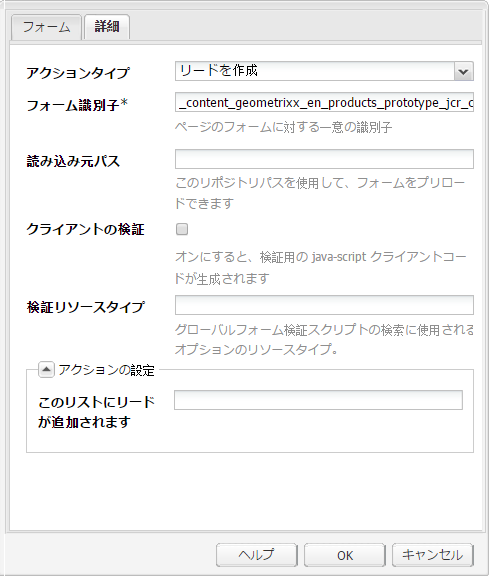 フォーム 詳細
アクションタイプ リードを作成
フォーム識別子* _content_geometrixx_en_products_prototype_jcr_c
ページのフォームに対する一意の識別子
読み込み元パス
このリポジトリパスを使用して、フォームをプリロー
ドできます
クライアントの検証
オンにすると、検証用の java-script クライアントコー
ドが生成されます
検証リソースタイプ
グローバルフォーム検証スクリプトの検索に使用される
オプションのリソースタイプ。
アクションの設定
このリストにリード
が追加されます
ヘルプ OK キャンセル